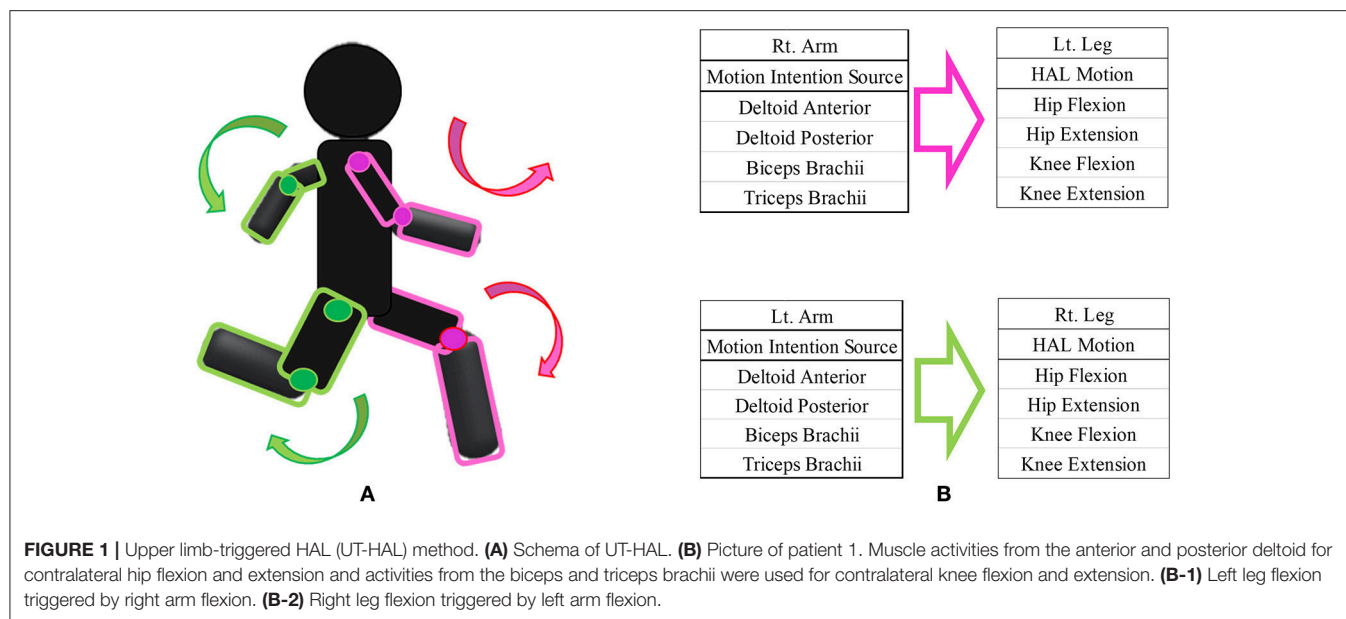 Rt. Arm
Motion Intention Source
Deltoid Anterior
Deltoid Posterior
Biceps Brachii
Triceps Brachii
Lt. Leg
HAL Motion
Hip Flexion
Hip Extension
Knee Flexion
Knee Extension
Lt. Arm
Motion Intention Source
Deltoid Anterior
Deltoid Posterior
Biceps Brachii
Triceps Brachii
Rt. Leg
HAL Motion
Hip Flexion
Hip Extension
Knee Flexion
Knee Extension
A
B
FIGURE 1 | Upper limb-triggered HAL (UT-HAL) method. (A) Schema of UT-HAL. (B) Picture of patient 1. Muscle activities from the anterior and posterior deltoid for
contralateral hip flexion and extension and activities from the biceps and triceps brachii were used for contralateral knee flexion and extension. (B-1) Left leg flexion
triggered by right arm flexion. (B-2) Right leg flexion triggered by left arm flexion.